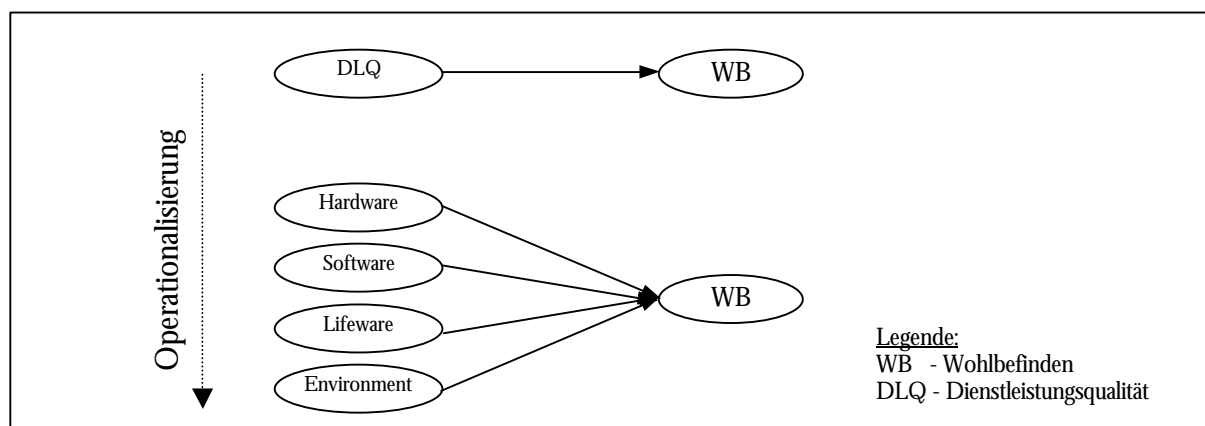 DLQ
WB
Operationalisierung
Hardware
Software
Lifeware
Environment
WB
Legende:
WB - Wohlbefinden
DLQ - Dienstleistungsqualität